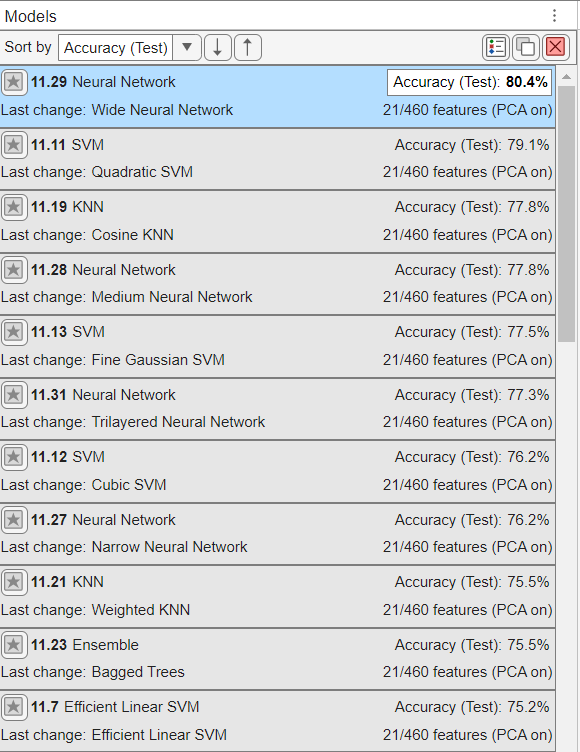 Models
Sort by Accuracy (Test)
11.29 Neural Network Accuracy (Test): 80.4%
Last change: Wide Neural Network 21/460 features (PCA on)
11.11 SVM Accuracy (Test): 79.1%
Last change: Quadratic SVM 21/460 features (PCA on)
11.19 KNN Accuracy (Test): 77.8%
Last change: Cosine KNN 21/460 features (PCA on)
11.28 Neural Network Accuracy (Test): 77.8%
Last change: Medium Neural Network 21/460 features (PCA on)
11.13 SVM Accuracy (Test): 77.5%
Last change: Fine Gaussian SVM 21/460 features (PCA on)
11.31 Neural Network Accuracy (Test): 77.3%
Last change: Trilayered Neural Network 21/460 features (PCA on)
11.12 SVM Accuracy (Test): 76.2%
Last change: Cubic SVM 21/460 features (PCA on)
11.27 Neural Network Accuracy (Test): 76.2%
Last change: Narrow Neural Network 21/460 features (PCA on)
11.21 KNN Accuracy (Test): 75.5%
Last change: Weighted KNN 21/460 features (PCA on)
11.23 Ensemble Accuracy (Test): 75.5%
Last change: Bagged Trees 21/460 features (PCA on)
11.7 Efficient Linear SVM Accuracy (Test): 75.2%
Last change: Efficient Linear SVM 21/460 features (PCA on)